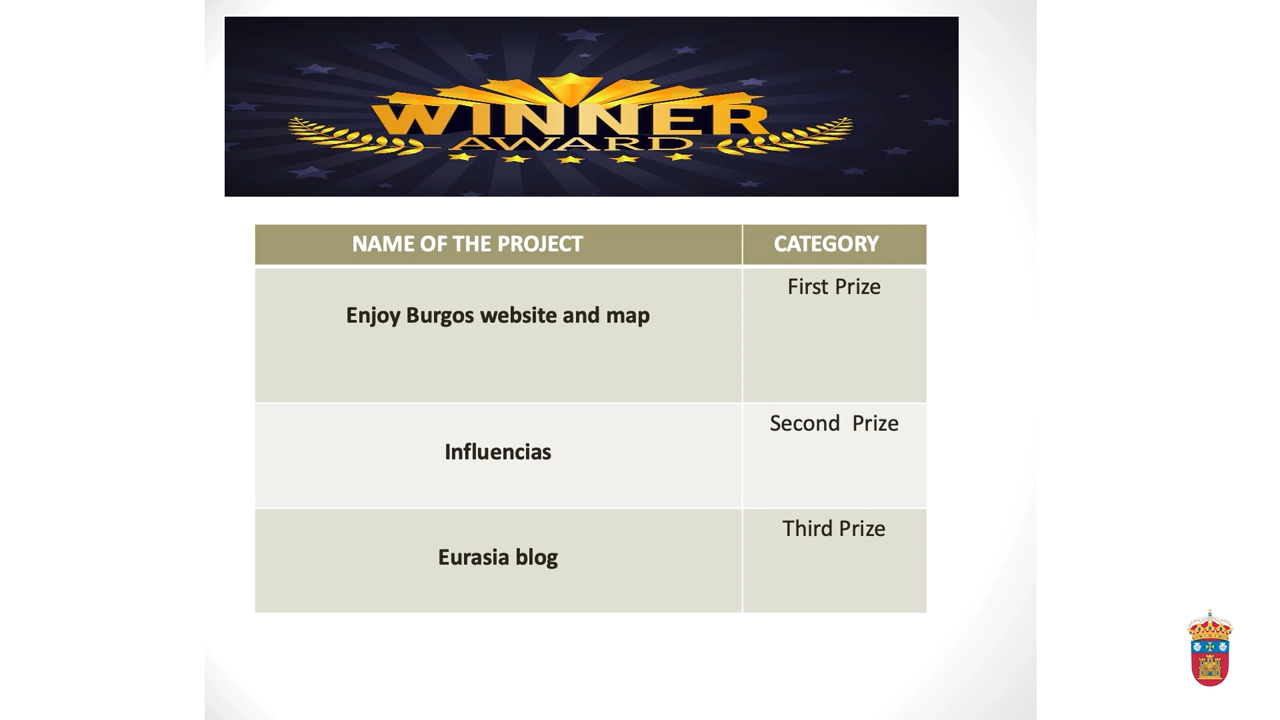 WINNER
AWARD
NAME OF THE PROJECT CATEGORY
Enjoy Burgos website and map First Prize
Influencias Second Prize
Eurasia blog Third Prize